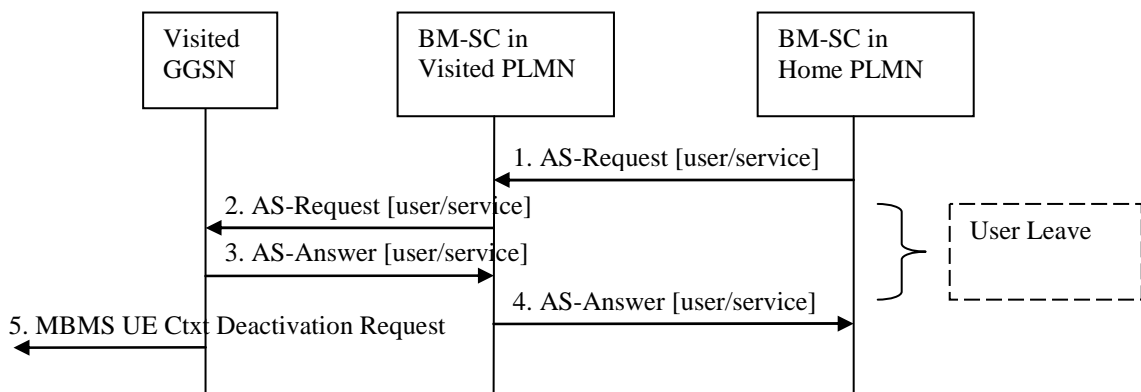 Visited
GGSN
BM-SC in
Visited PLMN
BM-SC in
Home PLMN
1. AS-Request [user/service]
2. AS-Request [user/service]
User Leave
3. AS-Answer [user/service]
4. AS-Answer [user/service]
5. MBMS UE Ctxt Deactivation Request